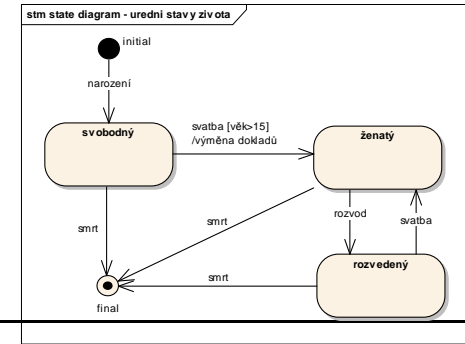 stm state diagram - uredni stavy zivota
initial
narození
svobodný
svatba [věk>15]
/výměna dokladů
ženatý
smrt
smrt
rozvod
svatba
rozvedený
smrt
final